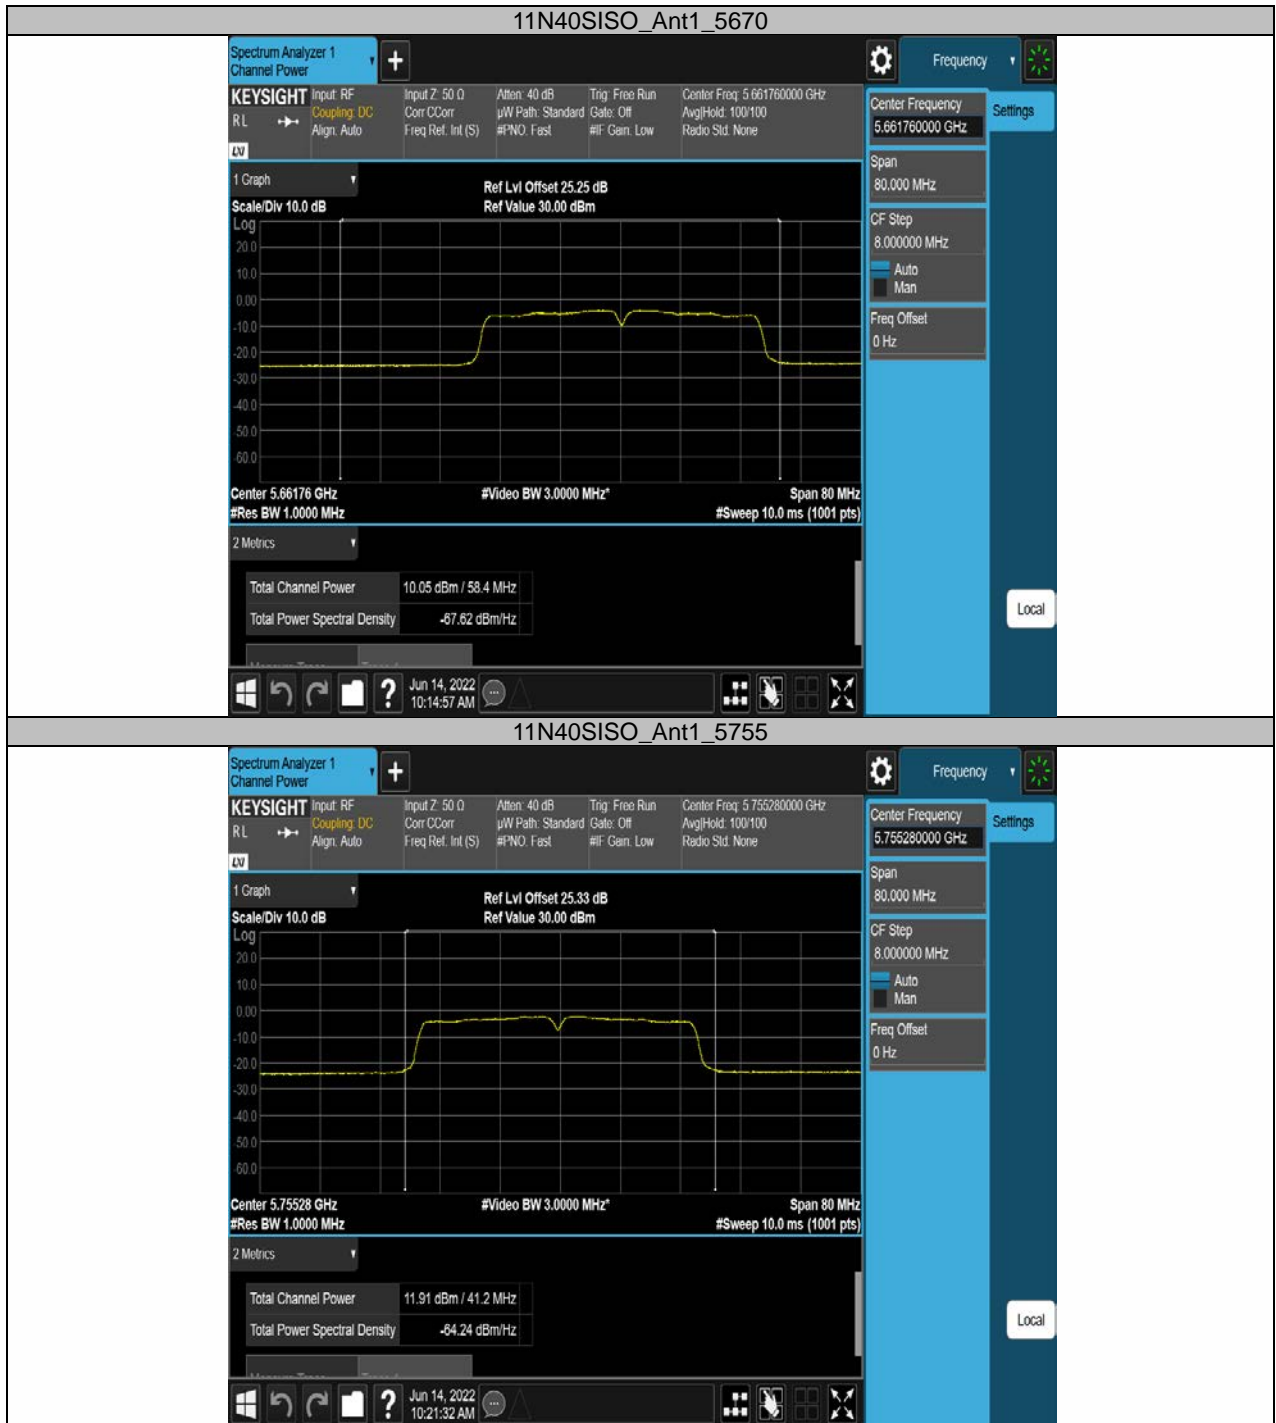 11N40SISO_Ant1_5670
Spectrum Analyzer 1
Channel Power
+
Frequency
KEYSIGHT
RL
LXI
Input: RF
Coupling: DC
Align: Auto
Input Z: 50 Ω
Corr CCorr
Freq Ref: Int (S)
Atten: 40 dB
µW Path: Standard
#PNO: Fast
Trig: Free Run
Gate: Off
#IF Gain: Low
Center Freq: 5.661760000 GHz
Avg|Hold: 100/100
Radio Std: None
Center Frequency
5.661760000 GHz
Settings
Span
80.000 MHz
CF Step
8.000000 MHz
Auto
Man
Freq Offset
0 Hz
Local
1 Graph
Scale/Div 10.0 dB
Ref Lvl Offset 25.25 dB
Ref Value 30.00 dBm
Log
20.0
10.0
0.00
-10.0
-20.0
-30.0
-40.0
-50.0
-60.0
Center 5.66176 GHz
#Res BW 1.0000 MHz
#Video BW 3.0000 MHz*
Span 80 MHz
#Sweep 10.0 ms (1001 pts)
2 Metrics
Total Channel Power 10.05 dBm / 58.4 MHz
Total Power Spectral Density -67.62 dBm/Hz
?
Jun 14, 2022
10:14:57 AM
11N40SISO_Ant1_5755
Spectrum Analyzer 1
Channel Power
+
Frequency
KEYSIGHT
RL
LXI
Input: RF
Coupling: DC
Align: Auto
Input Z: 50 Ω
Corr CCorr
Freq Ref: Int (S)
Atten: 40 dB
µW Path: Standard
#PNO: Fast
Trig: Free Run
Gate: Off
#IF Gain: Low
Center Freq: 5.755280000 GHz
Avg|Hold: 100/100
Radio Std: None
Center Frequency
5.755280000 GHz
Settings
Span
80.000 MHz
CF Step
8.000000 MHz
Auto
Man
Freq Offset
0 Hz
Local
1 Graph
Scale/Div 10.0 dB
Ref Lvl Offset 25.33 dB
Ref Value 30.00 dBm
Log
20.0
10.0
0.00
-10.0
-20.0
-30.0
-40.0
-50.0
-60.0
Center 5.75528 GHz
#Res BW 1.0000 MHz
#Video BW 3.0000 MHz*
Span 80 MHz
#Sweep 10.0 ms (1001 pts)
2 Metrics
Total Channel Power 11.91 dBm / 41.2 MHz
Total Power Spectral Density -64.24 dBm/Hz
?
Jun 14, 2022
10:21:32 AM